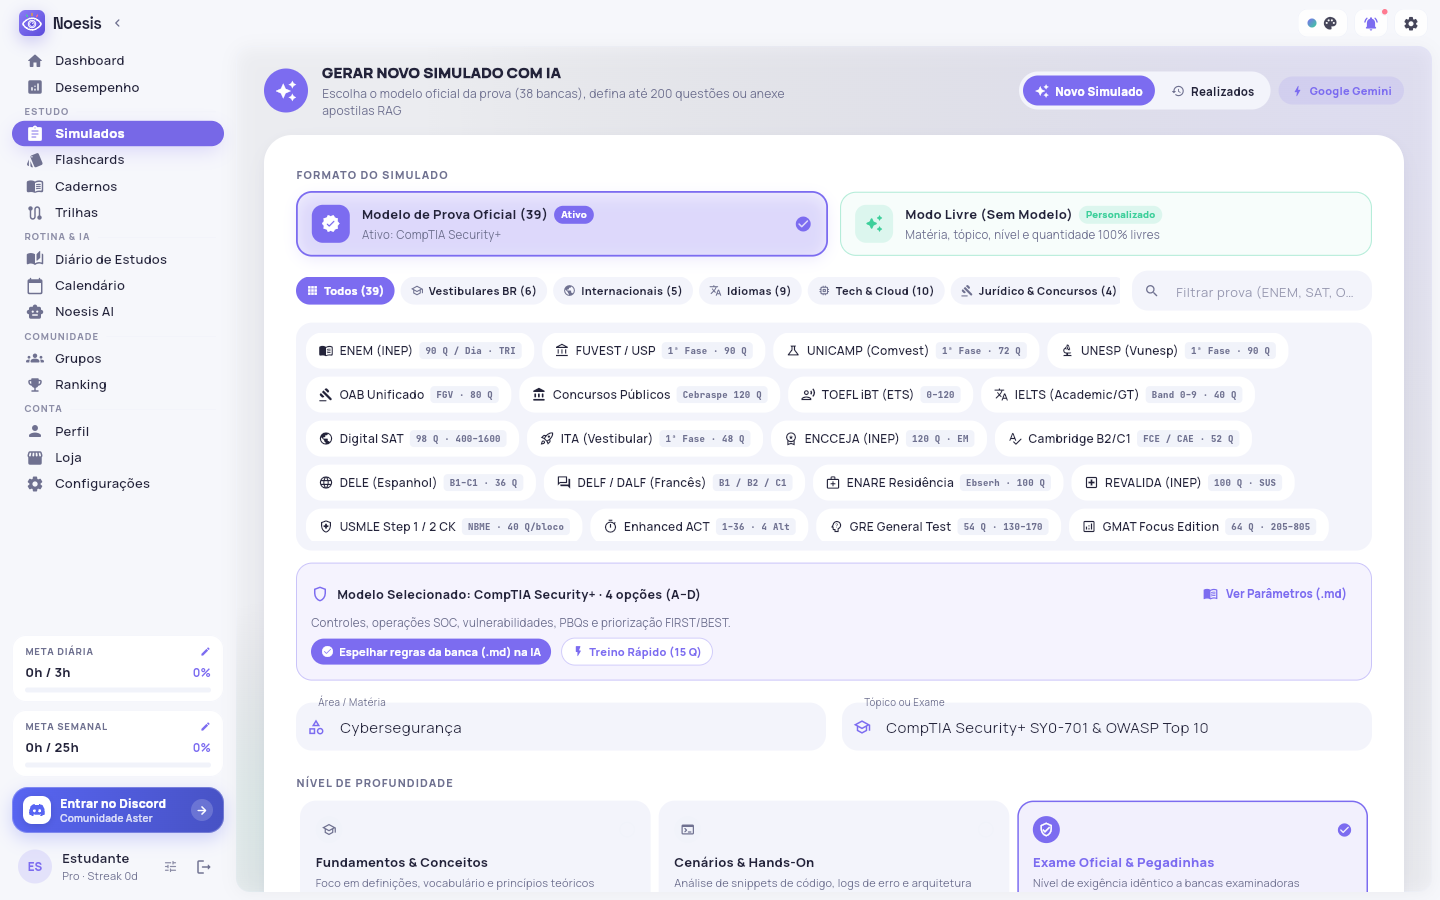 Noesis
Dashboard
Desempenho
ESTUDO
Simulados
Flashcards
Cadernos
Trilhas
ROTINA & IA
Diário de Estudos
Calendário
Noesis AI
COMUNIDADE
Grupos
Ranking
CONTA
Perfil
Loja
Configurações
META DIÁRIA
0h / 3h 0%
META SEMANAL
0h / 25h 0%
Entrar no Discord
Comunidade Aster
ES
Estudante
Pro · Streak 0d
GERAR NOVO SIMULADO COM IA
Escolha o modelo oficial da prova (38 bancas), defina até 200 questões ou anexe
apostilas RAG
Novo Simulado Realizados Google Gemini
FORMATO DO SIMULADO
Modelo de Prova Oficial (39) Ativo
Ativo: CompTIA Security+
Modo Livre (Sem Modelo) Personalizado
Matéria, tópico, nível e quantidade 100% livres
Todos (39) Vestibulares BR (6) Internacionais (5) Idiomas (9) Tech & Cloud (10) Jurídico & Concursos (4) Filtrar prova (ENEM, SAT, O...
ENEM (INEP) 90 Q / Dia · TRI FUVEST / USP 1ª Fase · 90 Q UNICAMP (Comvest) 1ª Fase · 72 Q UNESP (Vunesp) 1ª Fase · 90 Q
OAB Unificado FGV · 80 Q Concursos Públicos Cebraspe 120 Q TOEFL iBT (ETS) 0–120 IELTS (Academic/GT) Band 0–9 · 40 Q
Digital SAT 98 Q · 400–1600 ITA (Vestibular) 1ª Fase · 48 Q ENCCEJA (INEP) 120 Q · EM Cambridge B2/C1 FCE / CAE · 52 Q
DELE (Espanhol) B1–C1 · 36 Q DELF / DALF (Francês) B1 / B2 / C1 ENARE Residência Ebserh · 100 Q REVALIDA (INEP) 100 Q · SUS
USMLE Step 1 / 2 CK NBME · 40 Q/bloco Enhanced ACT 1–36 · 4 Alt GRE General Test 54 Q · 130–170 GMAT Focus Edition 64 Q · 205–805
Modelo Selecionado: CompTIA Security+ · 4 opções (A–D) Ver Parâmetros (.md)
Controles, operações SOC, vulnerabilidades, PBQs e priorização FIRST/BEST.
Espelhar regras da banca (.md) na IA Treino Rápido (15 Q)
Área / Matéria
Cybersegurança
Tópico ou Exame
CompTIA Security+ SY0-701 & OWASP Top 10
NÍVEL DE PROFUNDIDADE
Fundamentos & Conceitos
Foco em definições, vocabulário e princípios teóricos
Cenários & Hands-On
Análise de snippets de código, logs de erro e arquitetura
Exame Oficial & Pegadinhas
Nível de exigência idêntico a bancas examinadoras